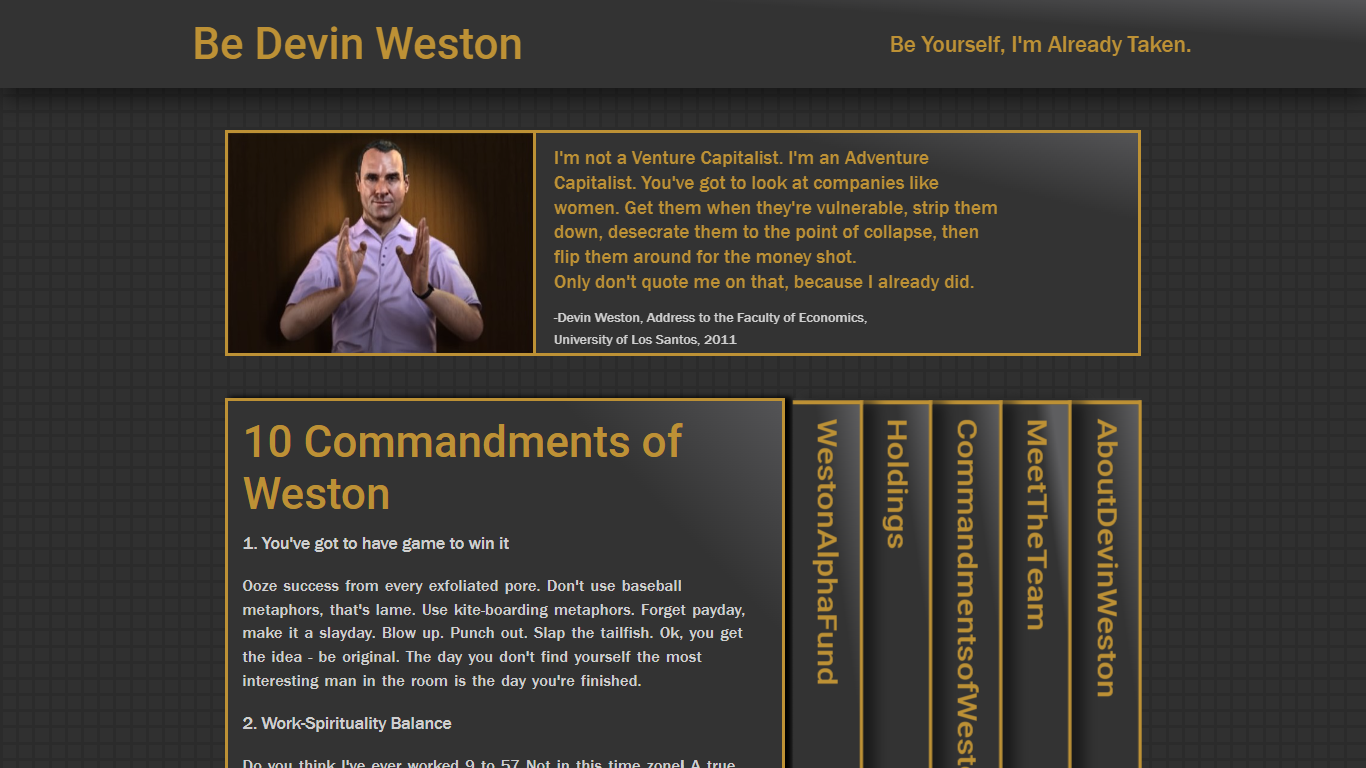 Be Devin Weston
Be Yourself, I'm Already Taken.
I'm not a Venture Capitalist. I'm an Adventure
Capitalist. You've got to look at companies like
women. Get them when they're vulnerable, strip them
down, desecrate them to the point of collapse, then
flip them around for the money shot.
Only don't quote me on that, because I already did.
-Devin Weston, Address to the Faculty of Economics,
University of Los Santos, 2011
10 Commandments of
Weston
1. You've got to have game to win it
Ooze success from every exfoliated pore. Don't use baseball
metaphors, that's lame. Use kite-boarding metaphors. Forget payday,
make it a slayday. Blow up. Punch out. Slap the tailfish. Ok, you get
the idea - be original. The day you don't find yourself the most
interesting man in the room is the day you're finished.
2. Work-Spirituality Balance
Do you think I've ever worked 9 to 5? Not in this time zone! A true
WestonAlphaFund
Holdings
CommandmentsofWest
MeetTheTeam
AboutDevinWeston